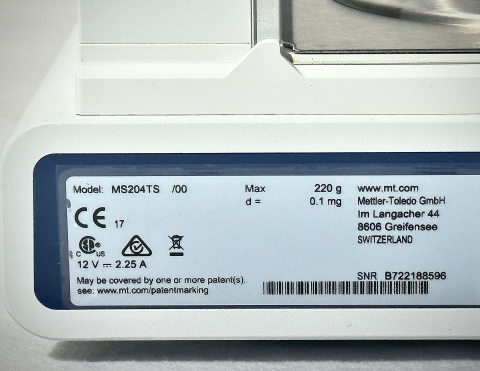 Model: MS204TS /00
Max 220 g
d = 0.1 mg
www.mt.com
Mettler-Toledo GmbH
Im Langacher 44
8606 Greifensee
SWITZERLAND
CE 17
C US
12 V ⎓ 2.25 A
May be covered by one or more patent(s).
see: www.mt.com/patentmarking
SNR B722188596